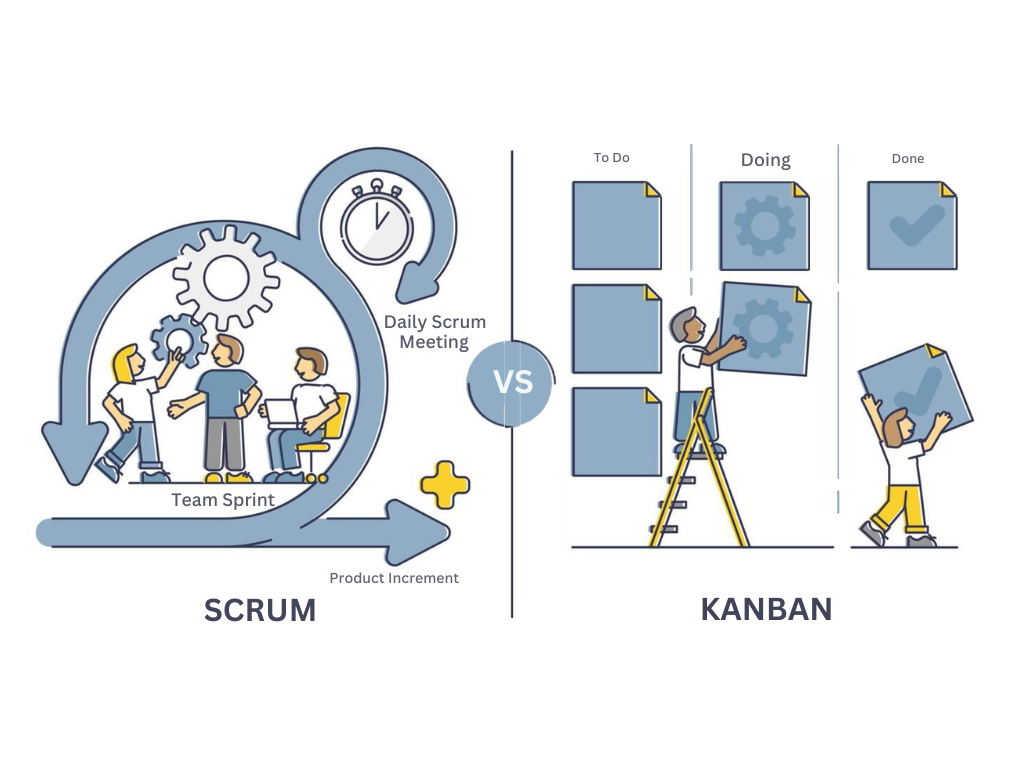 Daily Scrum
Meeting
Team Sprint
Product Increment
SCRUM
VS
To Do
Doing
Done
KANBAN